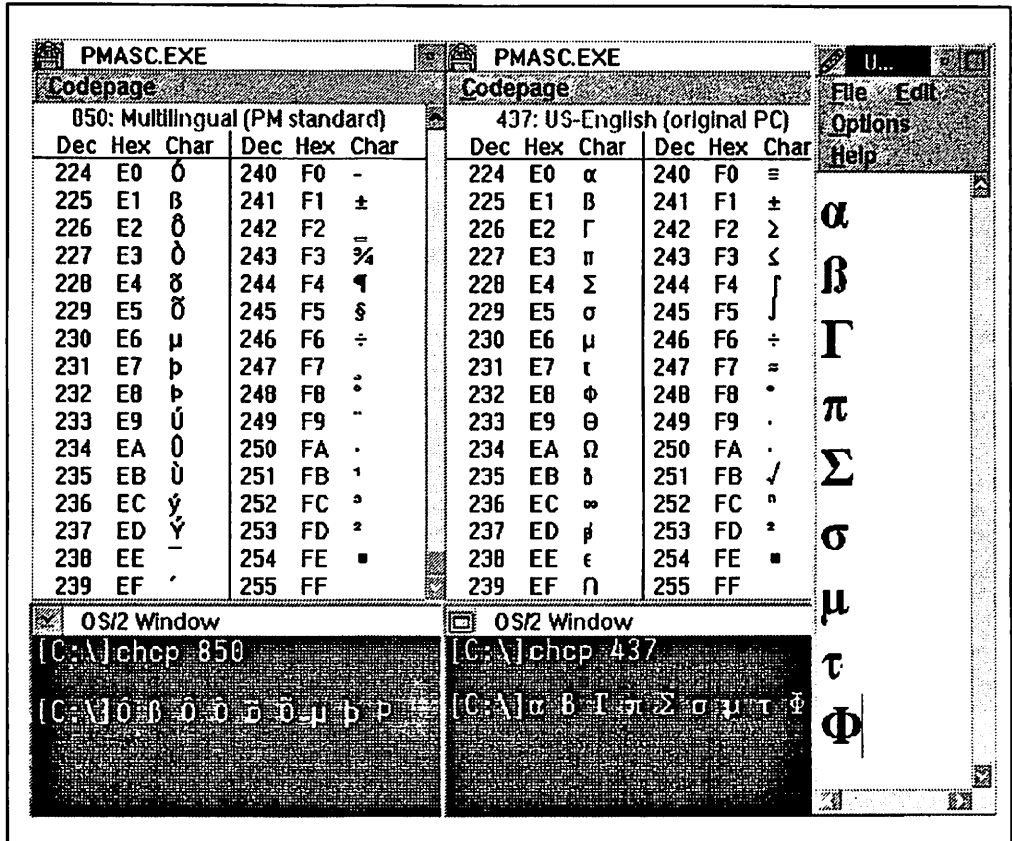 PMASC.EXE
Codepage
850: Multilingual (PM standard)
Dec Hex Char Dec Hex Char
224 E0 Ó 240 F0 -
225 E1 ß 241 F1 ±
226 E2 Ô 242 F2 ‗
227 E3 Ò 243 F3 ¾
228 E4 õ 244 F4 ¶
229 E5 Õ 245 F5 §
230 E6 µ 246 F6 ÷
231 E7 þ 247 F7 ¸
232 E8 Þ 248 F8 °
233 E9 Ú 249 F9 ¨
234 EA Û 250 FA ·
235 EB Ù 251 FB ¹
236 EC ý 252 FC ³
237 ED Ý 253 FD ²
238 EE ¯ 254 FE ■
239 EF ´ 255 FF
PMASC.EXE
Codepage
437: US-English (original PC)
Dec Hex Char Dec Hex Char
224 E0 α 240 F0 ≡
225 E1 ß 241 F1 ±
226 E2 Γ 242 F2 ≥
227 E3 π 243 F3 ≤
228 E4 Σ 244 F4 ⌠
229 E5 σ 245 F5 ⌡
230 E6 µ 246 F6 ÷
231 E7 τ 247 F7 ≈
232 E8 Φ 248 F8 °
233 E9 Θ 249 F9 ·
234 EA Ω 250 FA ·
235 EB δ 251 FB √
236 EC ∞ 252 FC ⁿ
237 ED φ 253 FD ²
238 EE ε 254 FE ■
239 EF ∩ 255 FF
U...
File Edit
Options
Help
α
ß
Γ
π
Σ
σ
µ
τ
Φ
OS/2 Window
[C:\]chcp 850
[C:\]Ó ß Ô Ò õ Õ µ þ Þ
OS/2 Window
[C:\]chcp 437
[C:\]α ß Γ π Σ σ µ τ Φ